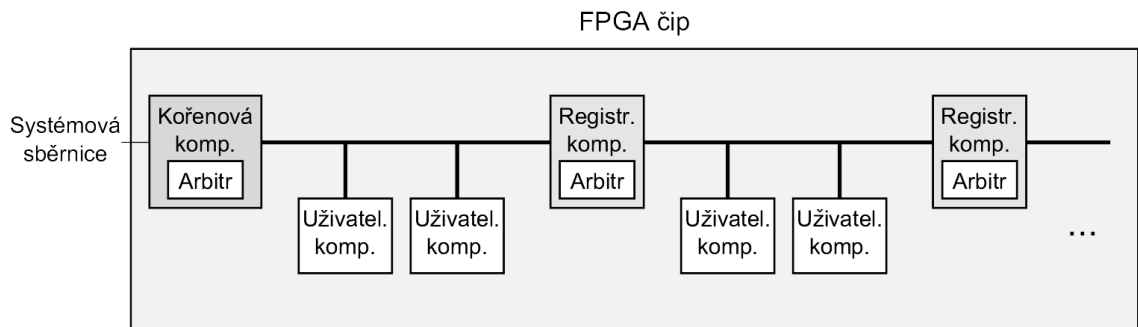 FPGA čip
Systémová
sběrnice
Kořenová
komp.
Arbitr
Registr.
komp.
Arbitr
Registr.
komp.
Arbitr
Uživatel.
komp.
Uživatel.
komp.
Uživatel.
komp.
Uživatel.
komp.
...